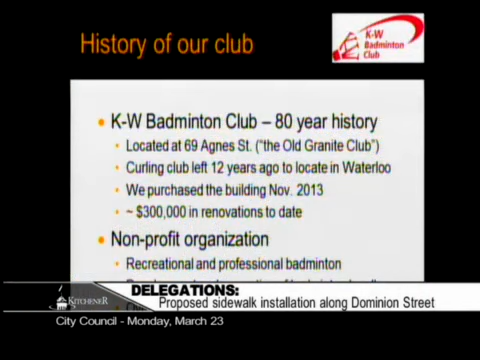 History of our club
K-W
Badminton
Club
K-W Badminton Club – 80 year history
Located at 69 Agnes St. ("the Old Granite Club")
Curling club left 12 years ago to locate in Waterloo
We purchased the building Nov. 2013
~ $300,000 in renovations to date
Non-profit organization
Recreational and professional badminton
DELEGATIONS:
Proposed sidewalk installation along Dominion Street
KITCHENER
City Council - Monday, March 23